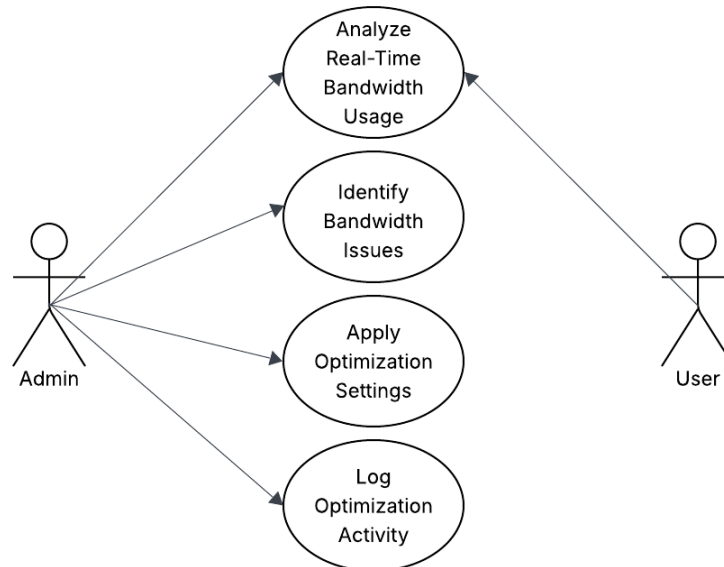 Analyze
Real-Time
Bandwidth
Usage
Identify
Bandwidth
Issues
Apply
Optimization
Settings
Admin
User
Log
Optimization
Activity